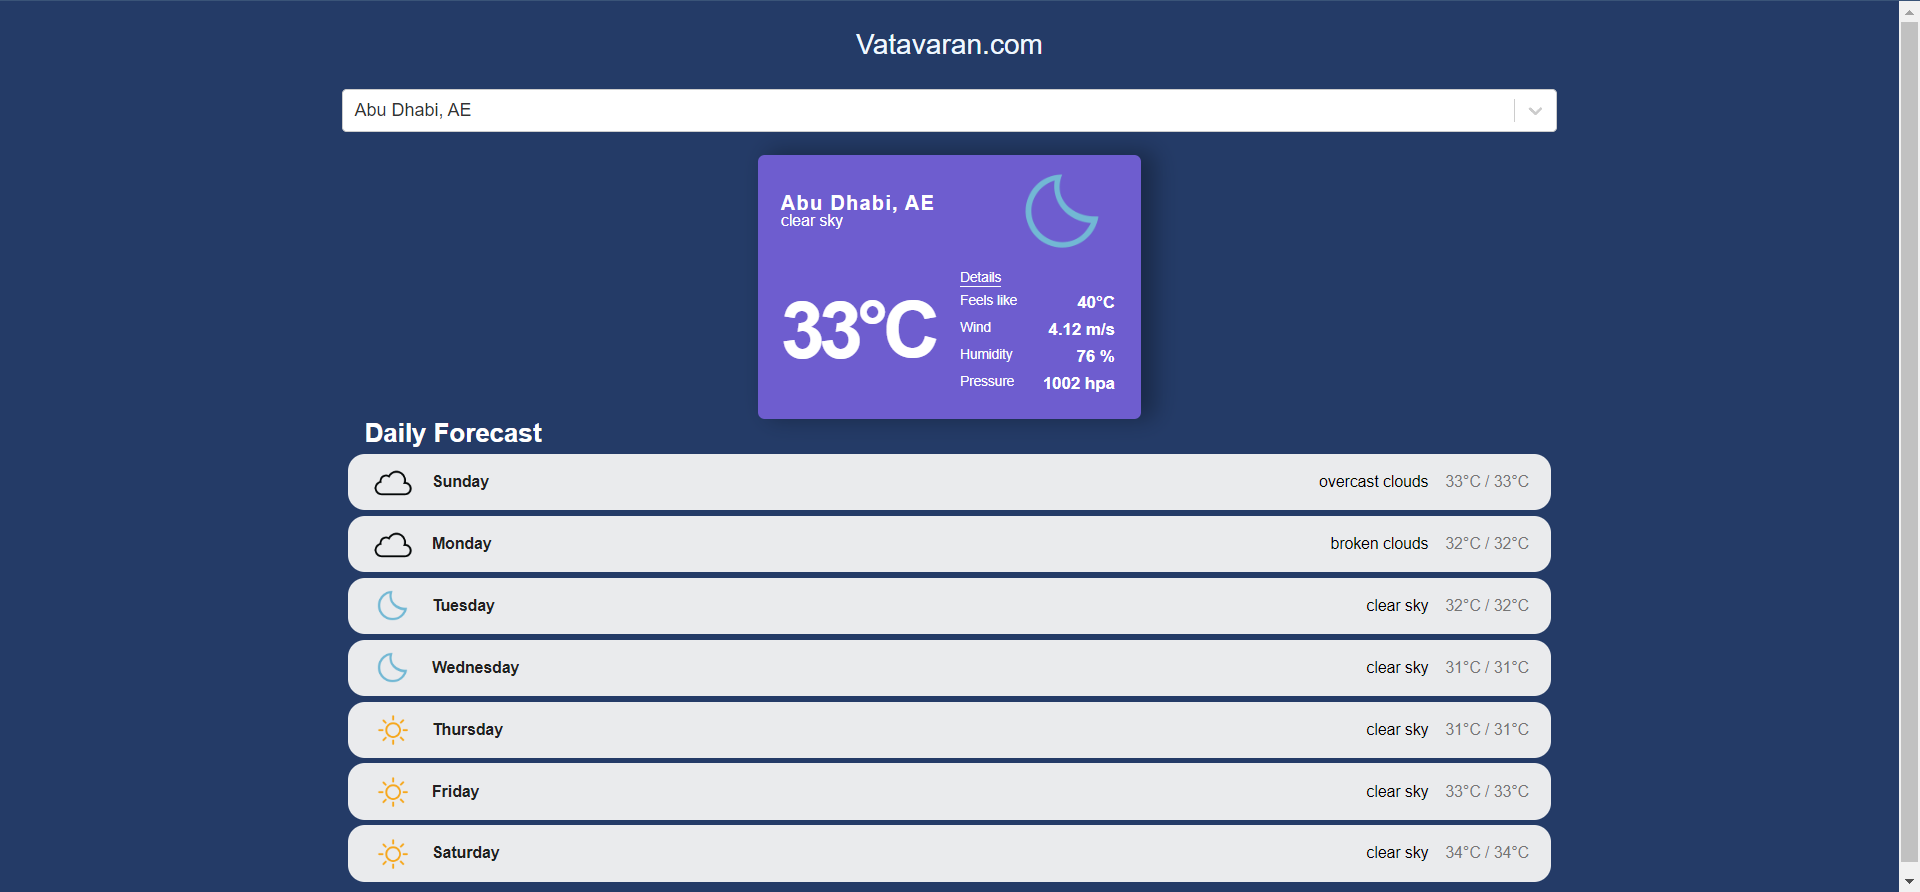 Vatavaran.com
Abu Dhabi, AE
Abu Dhabi, AE
clear sky
33°C
Details
Feels like 40°C
Wind 4.12 m/s
Humidity 76 %
Pressure 1002 hpa
Daily Forecast
Sunday overcast clouds 33°C / 33°C
Monday broken clouds 32°C / 32°C
Tuesday clear sky 32°C / 32°C
Wednesday clear sky 31°C / 31°C
Thursday clear sky 31°C / 31°C
Friday clear sky 33°C / 33°C
Saturday clear sky 34°C / 34°C